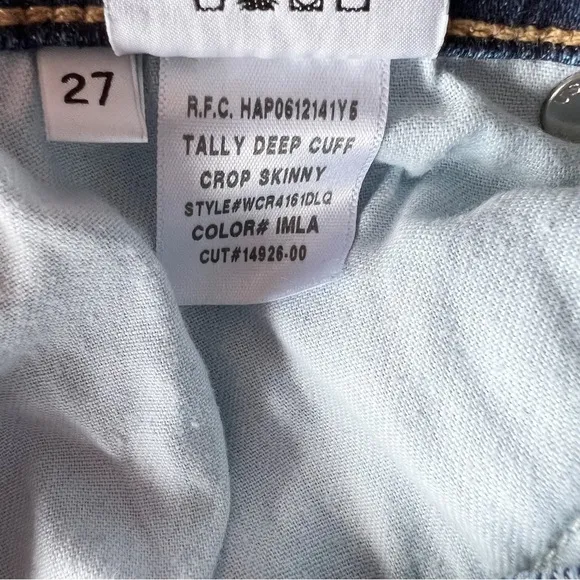 27
R.F.C. HAP0612141Y5
TALLY DEEP CUFF
CROP SKINNY
STYLE#WCR4161DLQ
COLOR# IMLA
CUT#14926-00